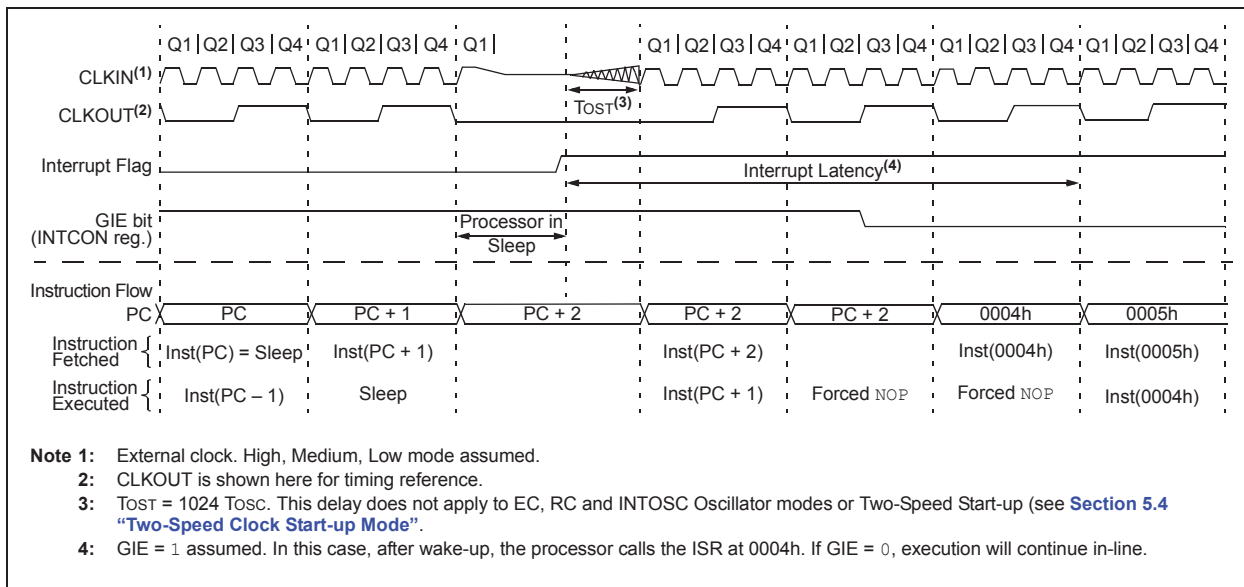 Q1 | Q2 | Q3 | Q4 Q1 | Q2 | Q3 | Q4 Q1 | Q1 | Q2 | Q3 | Q4 Q1 | Q2 | Q3 | Q4 Q1 | Q2 | Q3 | Q4 Q1 | Q2 | Q3 | Q4
CLKIN(1)
TOST(3)
CLKOUT(2)
Interrupt Flag
Interrupt Latency(4)
GIE bit
(INTCON reg.)
Processor in
Sleep
Instruction Flow
PC PC PC + 1 PC + 2 PC + 2 PC + 2 0004h 0005h
Instruction
Fetched { Inst(PC) = Sleep Inst(PC + 1) Inst(PC + 2) Inst(0004h) Inst(0005h)
Instruction
Executed { Inst(PC – 1) Sleep Inst(PC + 1) Forced NOP Forced NOP Inst(0004h)
Note 1: External clock. High, Medium, Low mode assumed.
2: CLKOUT is shown here for timing reference.
3: TOST = 1024 TOSC. This delay does not apply to EC, RC and INTOSC Oscillator modes or Two-Speed Start-up (see Section 5.4
“Two-Speed Clock Start-up Mode”.
4: GIE = 1 assumed. In this case, after wake-up, the processor calls the ISR at 0004h. If GIE = 0, execution will continue in-line.